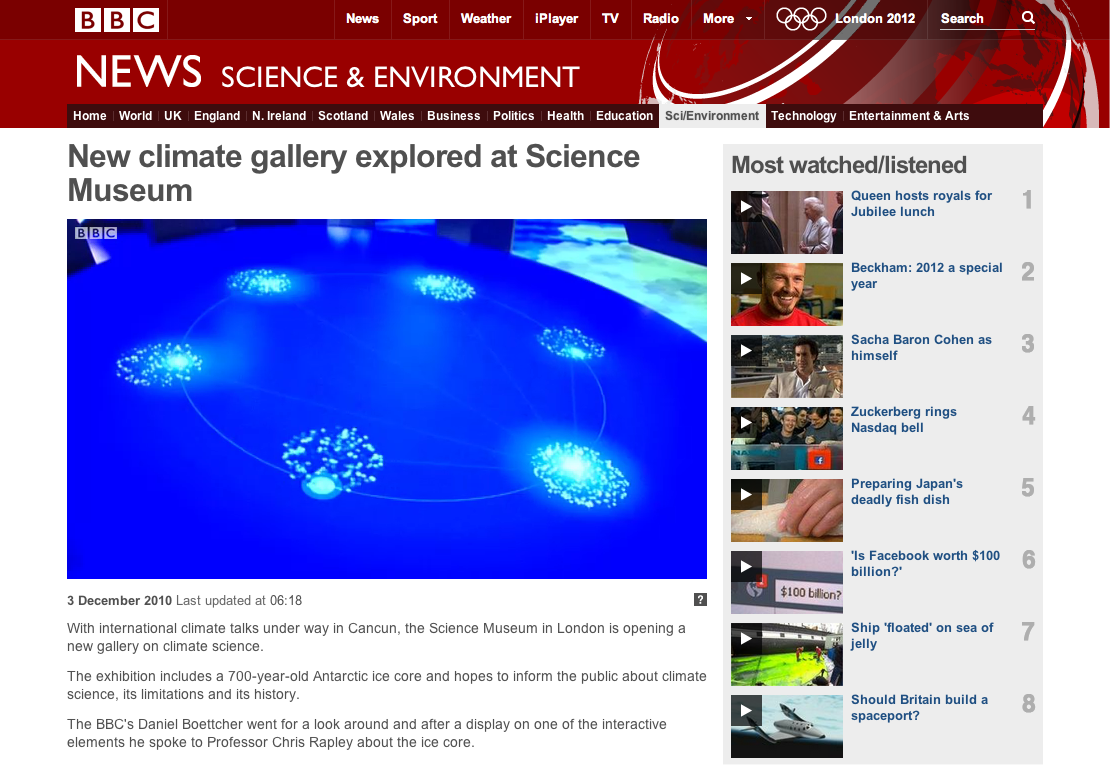 BBC
News Sport Weather iPlayer TV Radio More London 2012 Search
NEWS SCIENCE & ENVIRONMENT
Home World UK England N. Ireland Scotland Wales Business Politics Health Education Sci/Environment Technology Entertainment & Arts
New climate gallery explored at Science
Museum
BBC
3 December 2010 Last updated at 06:18
?
With international climate talks under way in Cancun, the Science Museum in London is opening a
new gallery on climate science.
The exhibition includes a 700-year-old Antarctic ice core and hopes to inform the public about climate
science, its limitations and its history.
The BBC's Daniel Boettcher went for a look around and after a display on one of the interactive
elements he spoke to Professor Chris Rapley about the ice core.
Most watched/listened
Queen hosts royals for
Jubilee lunch
1
Beckham: 2012 a special
year
2
Sacha Baron Cohen as
himself
3
Zuckerberg rings
Nasdaq bell
4
Preparing Japan's
deadly fish dish
5
'Is Facebook worth $100
billion?'
6
$100 billion?
Ship 'floated' on sea of
jelly
7
Should Britain build a
spaceport?
8